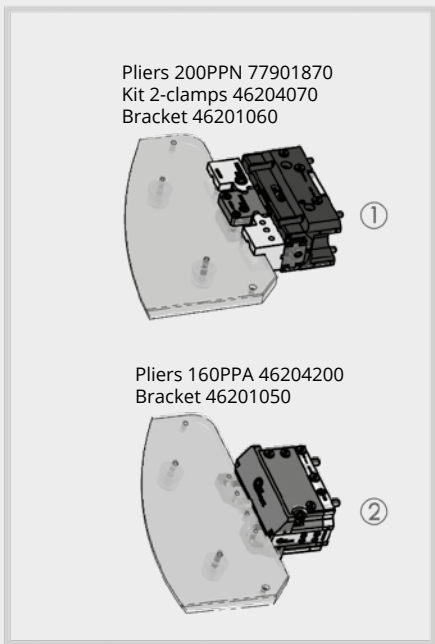 Pliers 200PPN 77901870
Kit 2-clamps 46204070
Bracket 46201060
①
Pliers 160PPA 46204200
Bracket 46201050
②